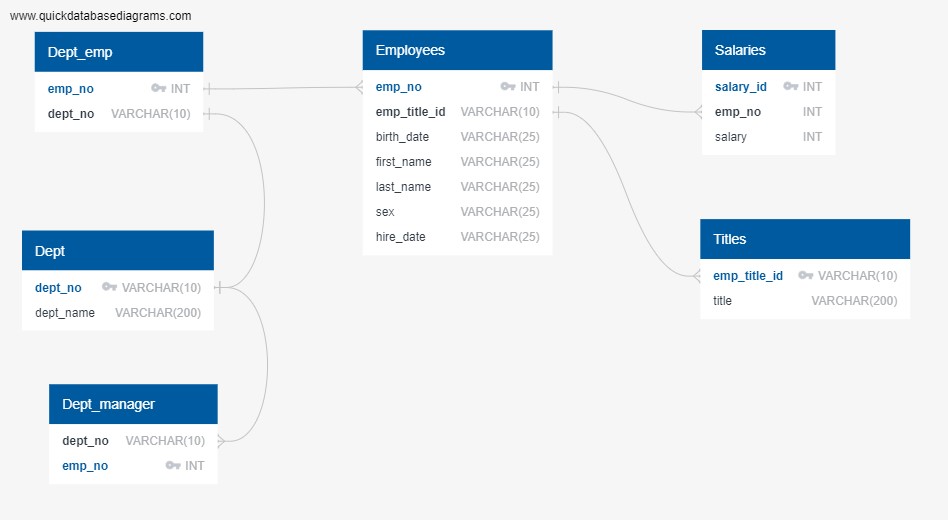 www.quickdatabasediagrams.com
Dept_emp
emp_no INT
dept_no VARCHAR(10)
Employees
emp_no INT
emp_title_id VARCHAR(10)
birth_date VARCHAR(25)
first_name VARCHAR(25)
last_name VARCHAR(25)
sex VARCHAR(25)
hire_date VARCHAR(25)
Salaries
salary_id INT
emp_no INT
salary INT
Titles
emp_title_id VARCHAR(10)
title VARCHAR(200)
Dept
dept_no VARCHAR(10)
dept_name VARCHAR(200)
Dept_manager
dept_no VARCHAR(10)
emp_no INT